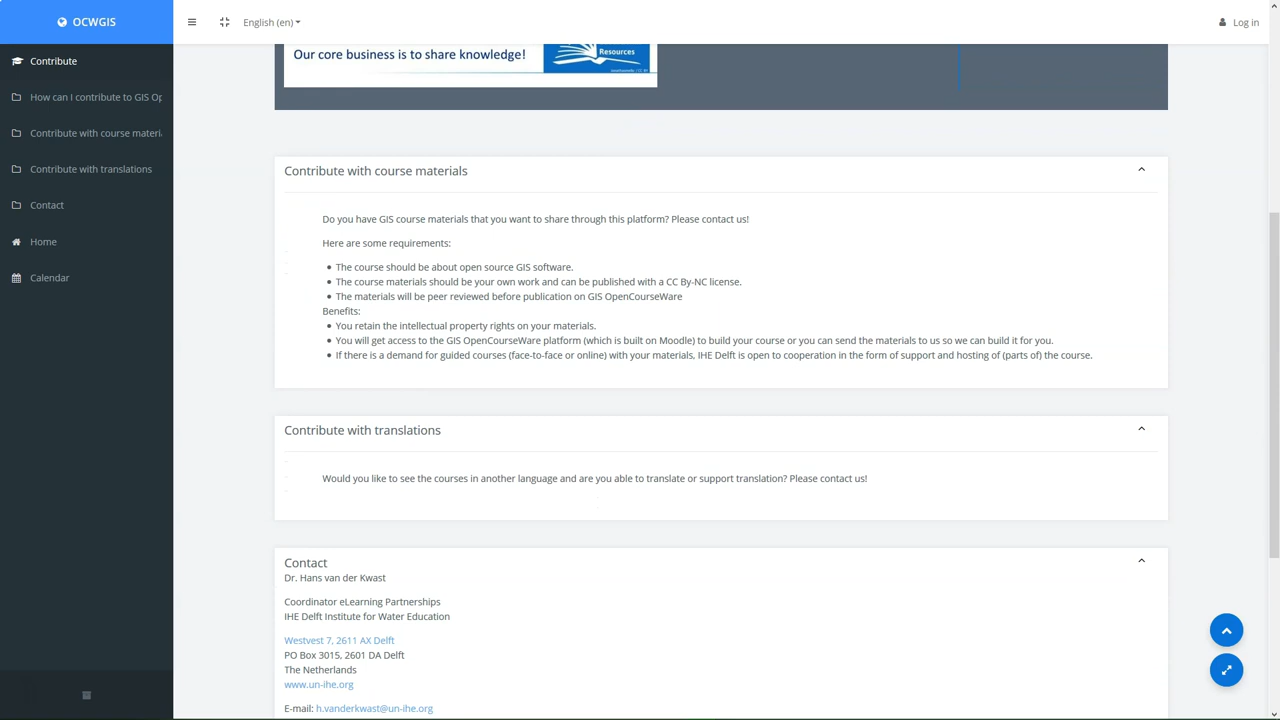 OCWGIS
English (en)
Log in
Contribute
How can I contribute to GIS Op
Contribute with course materi
Contribute with translations
Contact
Home
Calendar
Our core business is to share knowledge!
Resources
Contribute with course materials
Do you have GIS course materials that you want to share through this platform? Please contact us!
Here are some requirements:
The course should be about open source GIS software.
The course materials should be your own work and can be published with a CC By-NC license.
The materials will be peer reviewed before publication on GIS OpenCourseWare
Benefits:
You retain the intellectual property rights on your materials.
You will get access to the GIS OpenCourseWare platform (which is built on Moodle) to build your course or you can send the materials to us so we can build it for you.
If there is a demand for guided courses (face-to-face or online) with your materials, IHE Delft is open to cooperation in the form of support and hosting of (parts of) the course.
Contribute with translations
Would you like to see the courses in another language and are you able to translate or support translation? Please contact us!
Contact
Dr. Hans van der Kwast
Coordinator eLearning Partnerships
IHE Delft Institute for Water Education
Westvest 7, 2611 AX Delft
PO Box 3015, 2601 DA Delft
The Netherlands
www.un-ihe.org
E-mail: h.vanderkwast@un-ihe.org